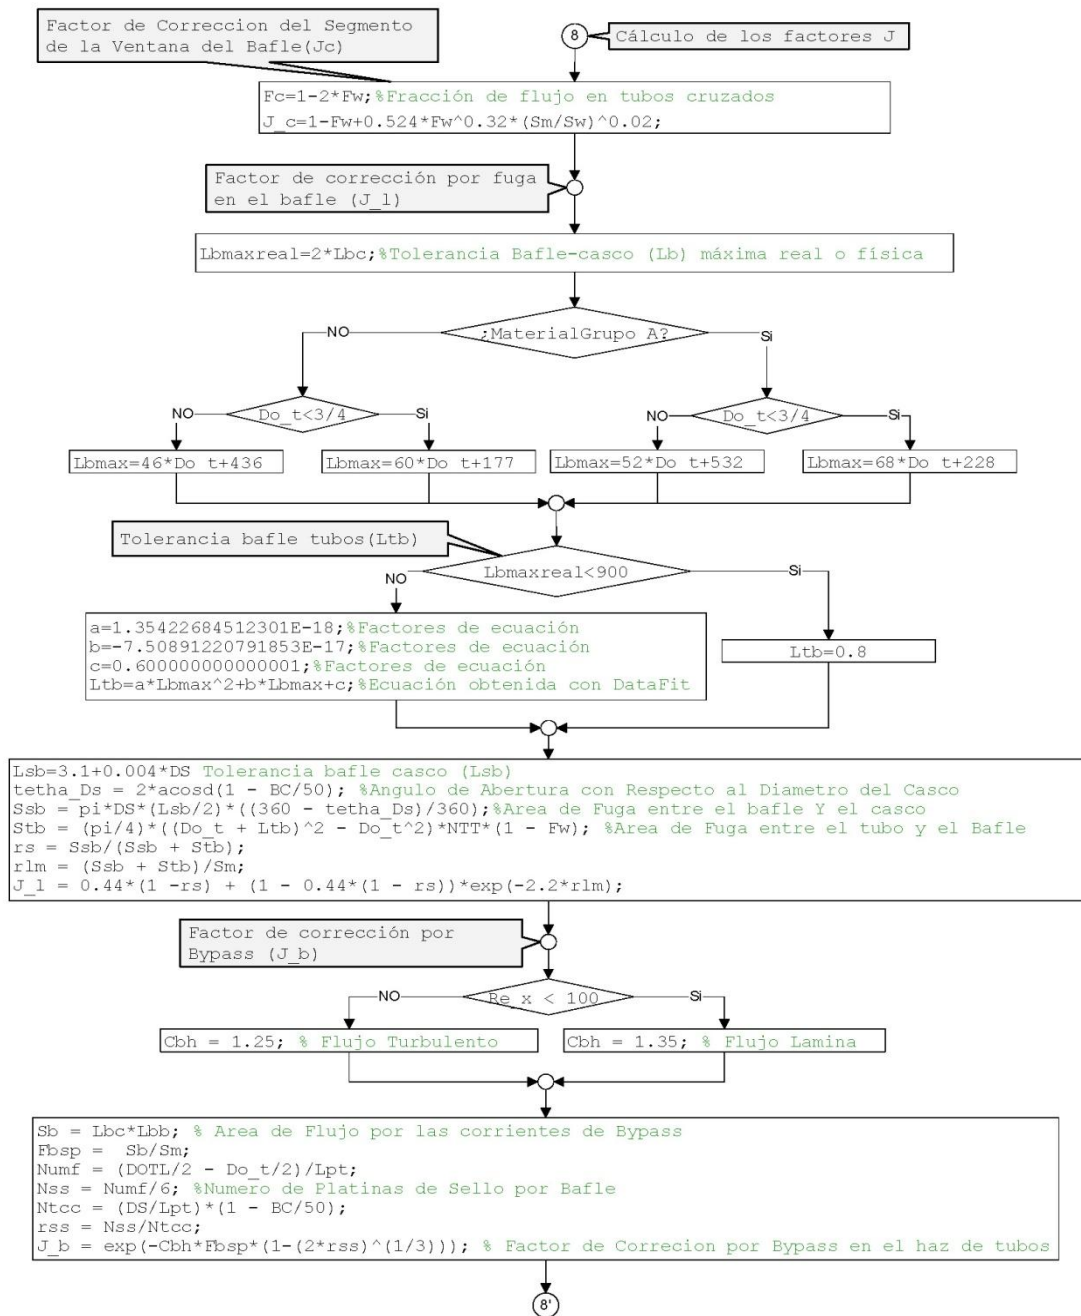 Factor de Correccion del Segmento
de la Ventana del Bafle(Jc)
8
Cálculo de los factores J
Fc=1-2*Fw;%Fracción de flujo en tubos cruzados
J_c=1-Fw+0.524*Fw^0.32*(Sm/Sw)^0.02;
Factor de corrección por fuga
en el bafle (J_l)
Lbmaxreal=2*Lbc;%Tolerancia Bafle-casco (Lb) máxima real o física
NO
¿MaterialGrupo A?
Si
NO
Do_t<3/4
Si
NO
Do_t<3/4
Si
Lbmax=46*Do t+436
Lbmax=60*Do t+177
Lbmax=52*Do t+532
Lbmax=68*Do t+228
Tolerancia bafle tubos(Ltb)
NO
Lbmaxreal<900
Si
a=1.35422684512301E-18;%Factores de ecuación
b=-7.50891220791853E-17;%Factores de ecuación
c=0.600000000000001;%Factores de ecuación
Ltb=a*Lbmax^2+b*Lbmax+c;%Ecuación obtenida con DataFit
Ltb=0.8
Lsb=3.1+0.004*DS Tolerancia bafle casco (Lsb)
tetha_Ds = 2*acosd(1 - BC/50); %Angulo de Abertura con Respecto al Diametro del Casco
Ssb = pi*DS*(Lsb/2)*((360 - tetha_Ds)/360);%Area de Fuga entre el bafle Y el casco
Stb = (pi/4)*((Do_t + Ltb)^2 - Do_t^2)*NTT*(1 - Fw); %Area de Fuga entre el tubo y el Bafle
rs = Ssb/(Ssb + Stb);
rlm = (Ssb + Stb)/Sm;
J_l = 0.44*(1 -rs) + (1 - 0.44*(1 - rs))*exp(-2.2*rlm);
Factor de corrección por
Bypass (J_b)
NO
Re_x < 100
Si
Cbh = 1.25; % Flujo Turbulento
Cbh = 1.35; % Flujo Lamina
Sb = Lbc*Lbb; % Area de Flujo por las corrientes de Bypass
Fbsp =  Sb/Sm;
Numf = (DOTL/2 - Do_t/2)/Lpt;
Nss = Numf/6; %Numero de Platinas de Sello por Bafle
Ntcc = (DS/Lpt)*(1 - BC/50);
rss = Nss/Ntcc;
J_b = exp(-Cbh*Fbsp*(1-(2*rss)^(1/3))); % Factor de Correcion por Bypass en el haz de tubos
8'